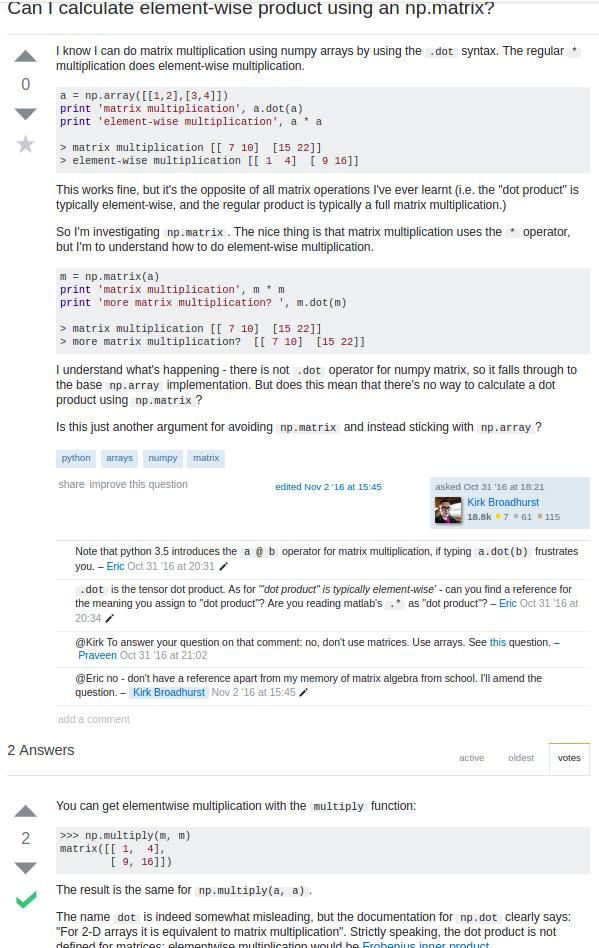 Can I calculate element-wise product using an np.matrix?
I know I can do matrix multiplication using numpy arrays by using the .dot syntax. The regular *
multiplication does element-wise multiplication.
0
a = np.array([[1,2],[3,4]])
print 'matrix multiplication', a.dot(a)
print 'element-wise multiplication', a * a
> matrix multiplication [[ 7 10]  [15 22]]
> element-wise multiplication [[ 1  4]  [ 9 16]]
This works fine, but it's the opposite of all matrix operations I've ever learnt (i.e. the "dot product" is
typically element-wise, and the regular product is typically a full matrix multiplication.)
So I'm investigating np.matrix. The nice thing is that matrix multiplication uses the * operator,
but I'm to understand how to do element-wise multiplication.
m = np.matrix(a)
print 'matrix multiplication', m * m
print 'more matrix multiplication? ', m.dot(m)
> matrix multiplication [[ 7 10]  [15 22]]
> more matrix multiplication?  [[ 7 10]  [15 22]]
I understand what's happening - there is not .dot operator for numpy matrix, so it falls through to
the base np.array implementation. But does this mean that there's no way to calculate a dot
product using np.matrix?
Is this just another argument for avoiding np.matrix and instead sticking with np.array?
python arrays numpy matrix
share improve this question
edited Nov 2 '16 at 15:45
asked Oct 31 '16 at 18:21
Kirk Broadhurst
18.8k 7 61 115
Note that python 3.5 introduces the a @ b operator for matrix multiplication, if typing a.dot(b) frustrates
you. – Eric Oct 31 '16 at 20:31
.dot is the tensor dot product. As for "'dot product" is typically element-wise' - can you find a reference for
the meaning you assign to "dot product"? Are you reading matlab's .* as "dot product"? – Eric Oct 31 '16 at
20:34
@Kirk To answer your question on that comment: no, don't use matrices. Use arrays. See this question. –
Praveen Oct 31 '16 at 21:02
@Eric no - don't have a reference apart from my memory of matrix algebra from school. I'll amend the
question. – Kirk Broadhurst Nov 2 '16 at 15:45
add a comment
2 Answers
active oldest votes
You can get elementwise multiplication with the multiply function:
2
>>> np.multiply(m, m)
matrix([[ 1,  4],
        [ 9, 16]])
The result is the same for np.multiply(a, a).
The name dot is indeed somewhat misleading, but the documentation for np.dot clearly says:
"For 2-D arrays it is equivalent to matrix multiplication". Strictly speaking, the dot product is not
defined for matrices; elementwise multiplication would be Frobenius inner product